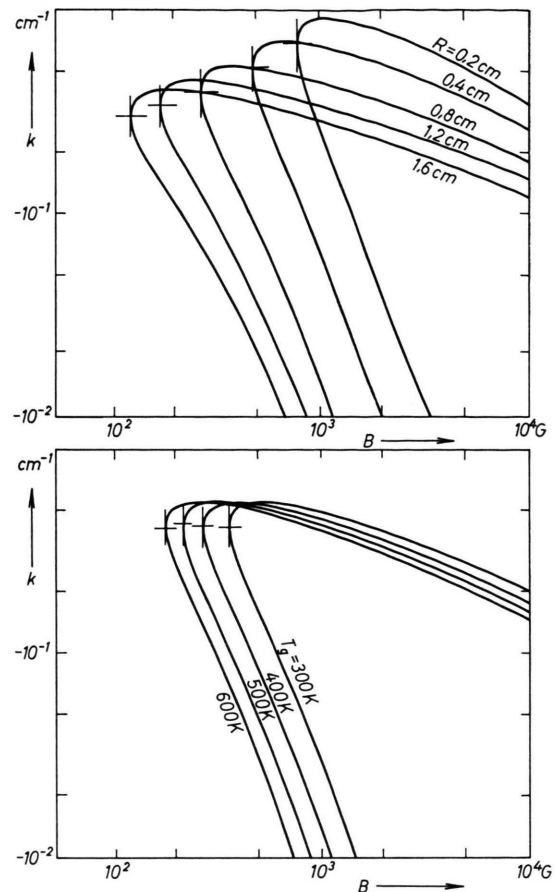 cm⁻¹
k
-10⁻¹
-10⁻²
R=0,2cm
0,4cm
0,8cm
1,2cm
1,6cm
10² 10³ 10⁴G
B
cm⁻¹
k
-10⁻¹
-10⁻²
T_g=300K
400K
500K
600K
10² 10³ 10⁴G
B